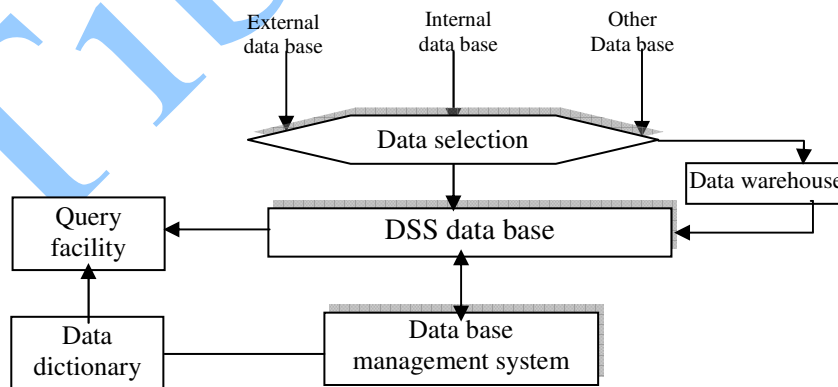 External
data base
Internal
data base
Other
Data base
Data selection
Data warehouse
Query
facility
DSS data base
Data
dictionary
Data base
management system